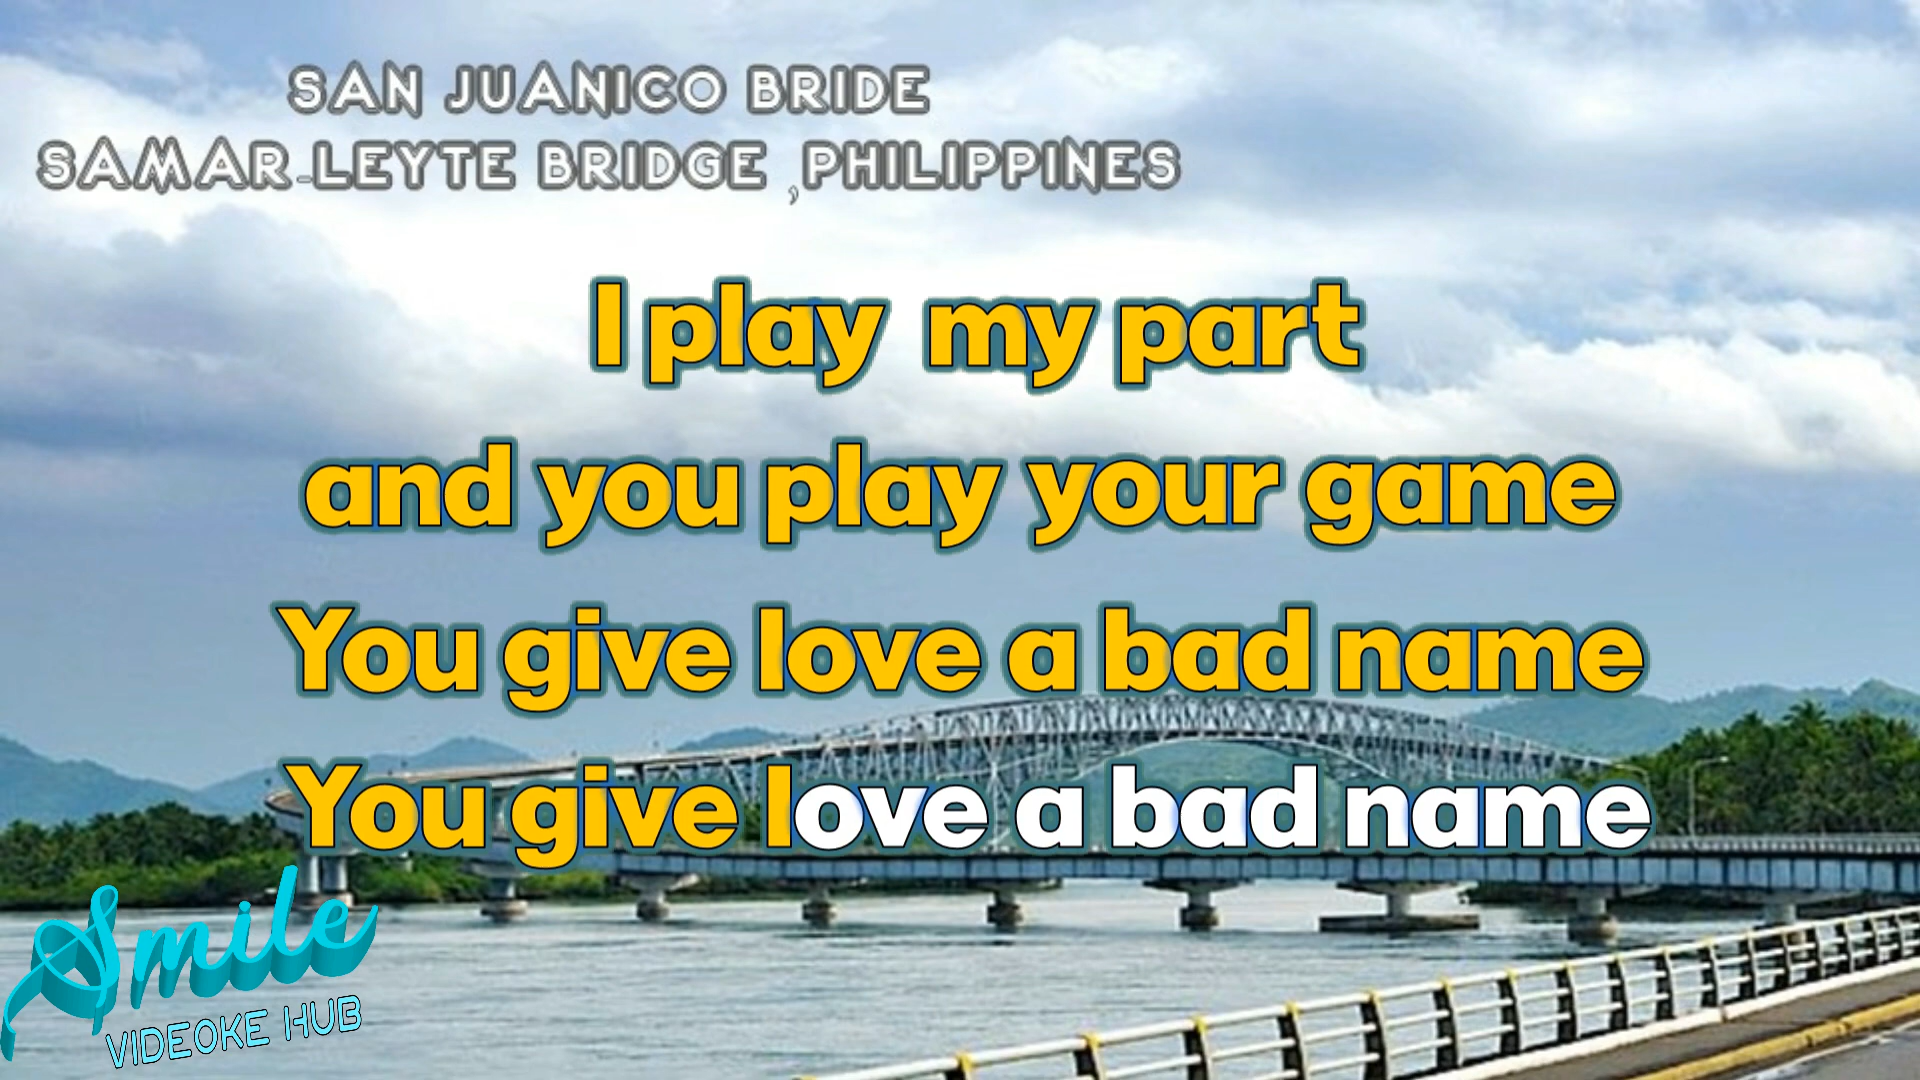 SAN JUANICO BRIDE
SAMAR-LEYTE BRIDGE ,PHILIPPINES
I play my part
and you play your game
You give love a bad name
You give love a bad name
Smile
VIDEOKE HUB